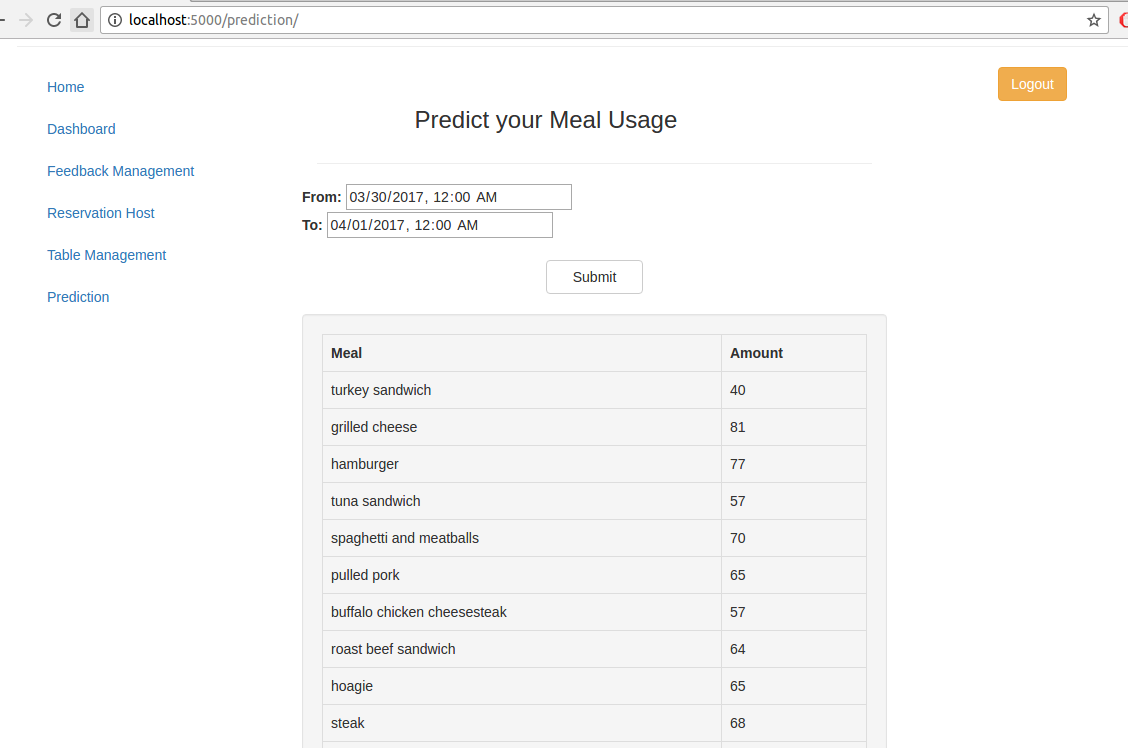 localhost:5000/prediction/
Home
Dashboard
Feedback Management
Reservation Host
Table Management
Prediction
Logout
Predict your Meal Usage
From: 03/30/2017, 12:00 AM
To: 04/01/2017, 12:00 AM
Submit
Meal Amount
turkey sandwich 40
grilled cheese 81
hamburger 77
tuna sandwich 57
spaghetti and meatballs 70
pulled pork 65
buffalo chicken cheesesteak 57
roast beef sandwich 64
hoagie 65
steak 68